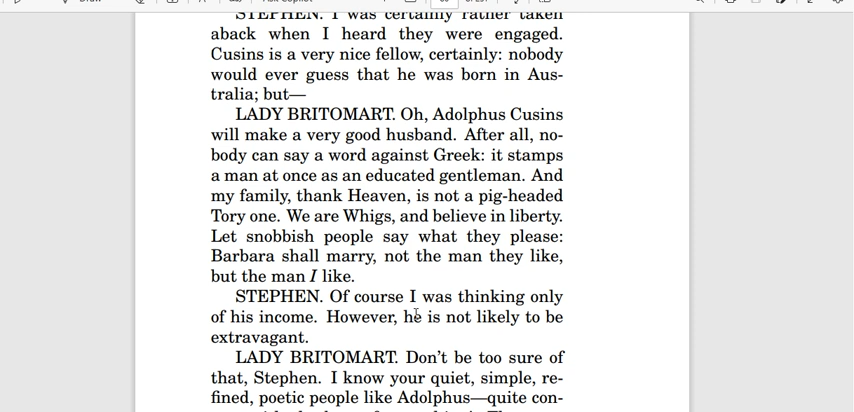 STEPHEN. I was certainly rather taken
aback when I heard they were engaged.
Cusins is a very nice fellow, certainly: nobody
would ever guess that he was born in Aus-
tralia; but—
LADY BRITOMART. Oh, Adolphus Cusins
will make a very good husband. After all, no-
body can say a word against Greek: it stamps
a man at once as an educated gentleman. And
my family, thank Heaven, is not a pig-headed
Tory one. We are Whigs, and believe in liberty.
Let snobbish people say what they please:
Barbara shall marry, not the man they like,
but the man I like.
STEPHEN. Of course I was thinking only
of his income. However, he is not likely to be
extravagant.
LADY BRITOMART. Don’t be too sure of
that, Stephen. I know your quiet, simple, re-
fined, poetic people like Adolphus—quite con-